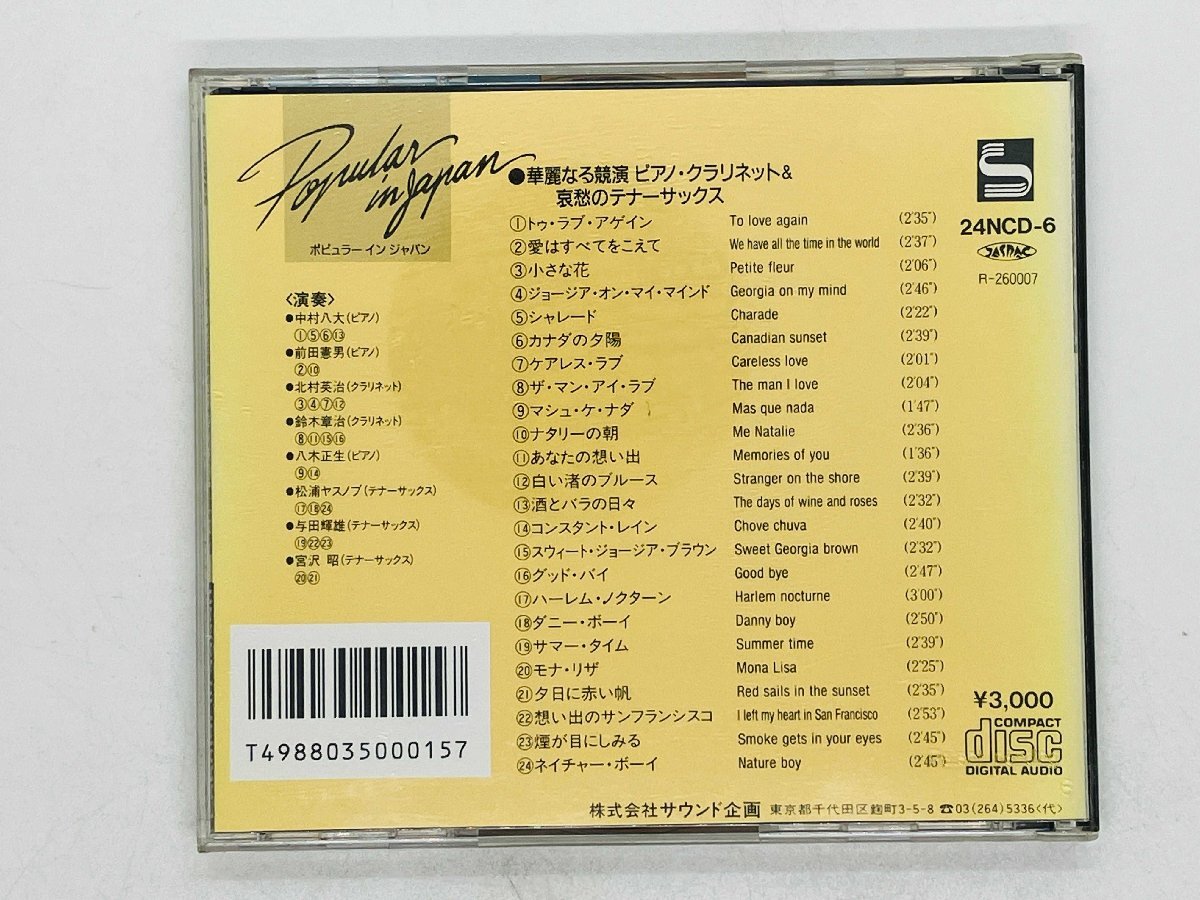 Popular
in Japan
ポピュラー イン ジャパン
〈演奏〉
●中村八大(ピアノ)
①⑤⑥⑬
●前田憲男(ピアノ)
②⑩
●北村英治(クラリネット)
③④⑦⑫
●鈴木章治(クラリネット)
⑧⑪⑮⑯
●八木正生(ピアノ)
⑨⑭
●松浦ヤスノブ(テナーサックス)
⑰⑱㉔
●与田輝雄(テナーサックス)
⑲㉒㉓
●宮沢 昭(テナーサックス)
⑳㉑
T4988035000157
●華麗なる競演 ピアノ・クラリネット&
哀愁のテナーサックス
①トゥ・ラブ・アゲイン To love again (2'35")
②愛はすべてをこえて We have all the time in the world (2'37")
③小さな花 Petite fleur (2'06")
④ジョージア・オン・マイ・マインド Georgia on my mind (2'46")
⑤シャレード Charade (2'22")
⑥カナダの夕陽 Canadian sunset (2'39")
⑦ケアレス・ラブ Careless love (2'01")
⑧ザ・マン・アイ・ラブ The man I love (2'04")
⑨マシュ・ケ・ナダ Mas que nada (1'47")
⑩ナタリーの朝 Me Natalie (2'36")
⑪あなたの想い出 Memories of you (1'36")
⑫白い渚のブルース Stranger on the shore (2'39")
⑬酒とバラの日々 The days of wine and roses (2'32")
⑭コンスタント・レイン Chove chuva (2'40")
⑮スウィート・ジョージア・ブラウン Sweet Georgia brown (2'32")
⑯グッド・バイ Good bye (2'47")
⑰ハーレム・ノクターン Harlem nocturne (3'00")
⑱ダニー・ボーイ Danny boy (2'50")
⑲サマー・タイム Summer time (2'39")
⑳モナ・リザ Mona Lisa (2'25")
㉑夕日に赤い帆 Red sails in the sunset (2'35")
㉒想い出のサンフランシスコ I left my heart in San Francisco (2'53")
㉓煙が目にしみる Smoke gets in your eyes (2'45")
㉔ネイチャー・ボーイ Nature boy (2'45")
S
24NCD-6
JASRAC
R-260007
¥3,000
COMPACT
disc
DIGITAL AUDIO
株式会社サウンド企画 東京都千代田区麹町3-5-8 ☎03(264)5336〈代〉